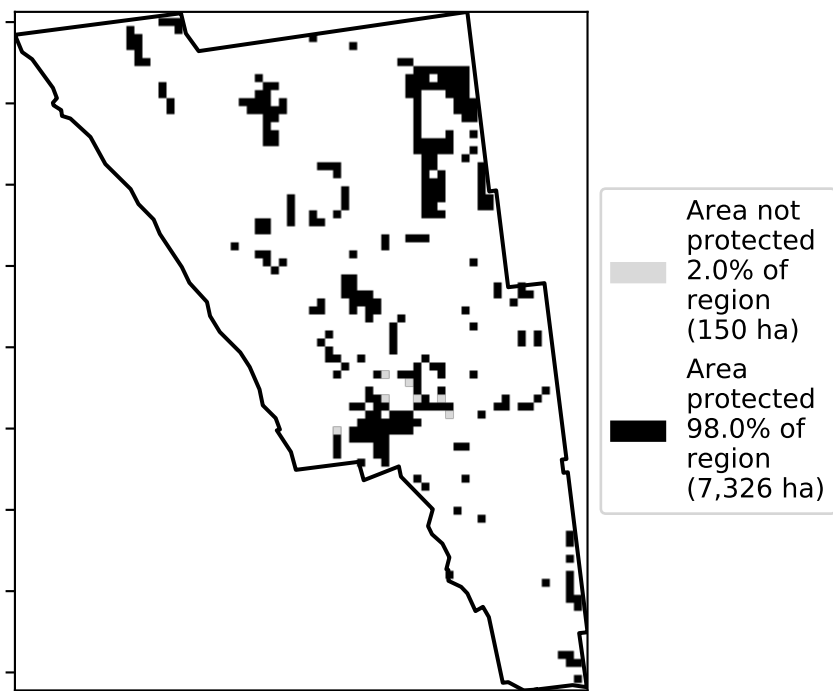 Area not
protected
2.0% of
region
(150 ha)
Area
protected
98.0% of
region
(7,326 ha)